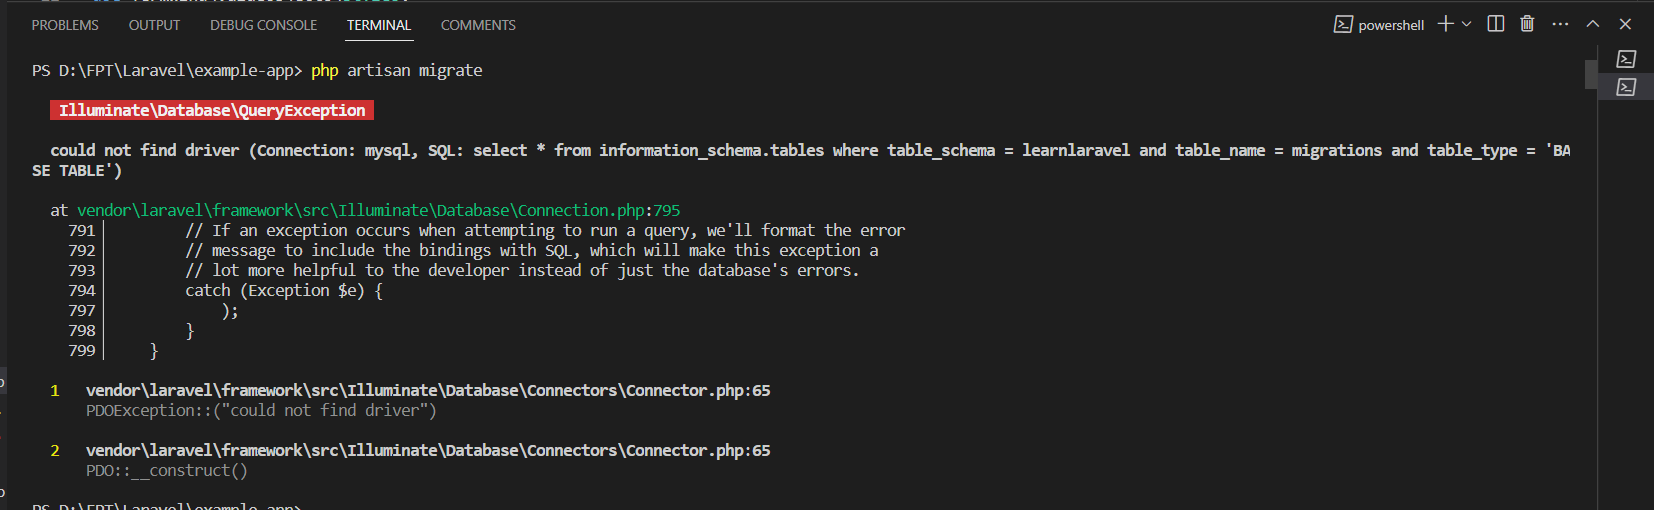 PROBLEMS OUTPUT DEBUG CONSOLE TERMINAL COMMENTS powershell
PS D:\FPT\Laravel\example-app> php artisan migrate
Illuminate\Database\QueryException
could not find driver (Connection: mysql, SQL: select * from information_schema.tables where table_schema = learnlaravel and table_name = migrations and table_type = 'BA
SE TABLE')
at vendor\laravel\framework\src\Illuminate\Database\Connection.php:795
791 // If an exception occurs when attempting to run a query, we'll format the error
792 // message to include the bindings with SQL, which will make this exception a
793 // lot more helpful to the developer instead of just the database's errors.
794 catch (Exception $e) {
797 );
798 }
799 }
1 vendor\laravel\framework\src\Illuminate\Database\Connectors\Connector.php:65
PDOException::("could not find driver")
2 vendor\laravel\framework\src\Illuminate\Database\Connectors\Connector.php:65
PDO::__construct()
PS D:\FPT\Laravel\example-app>